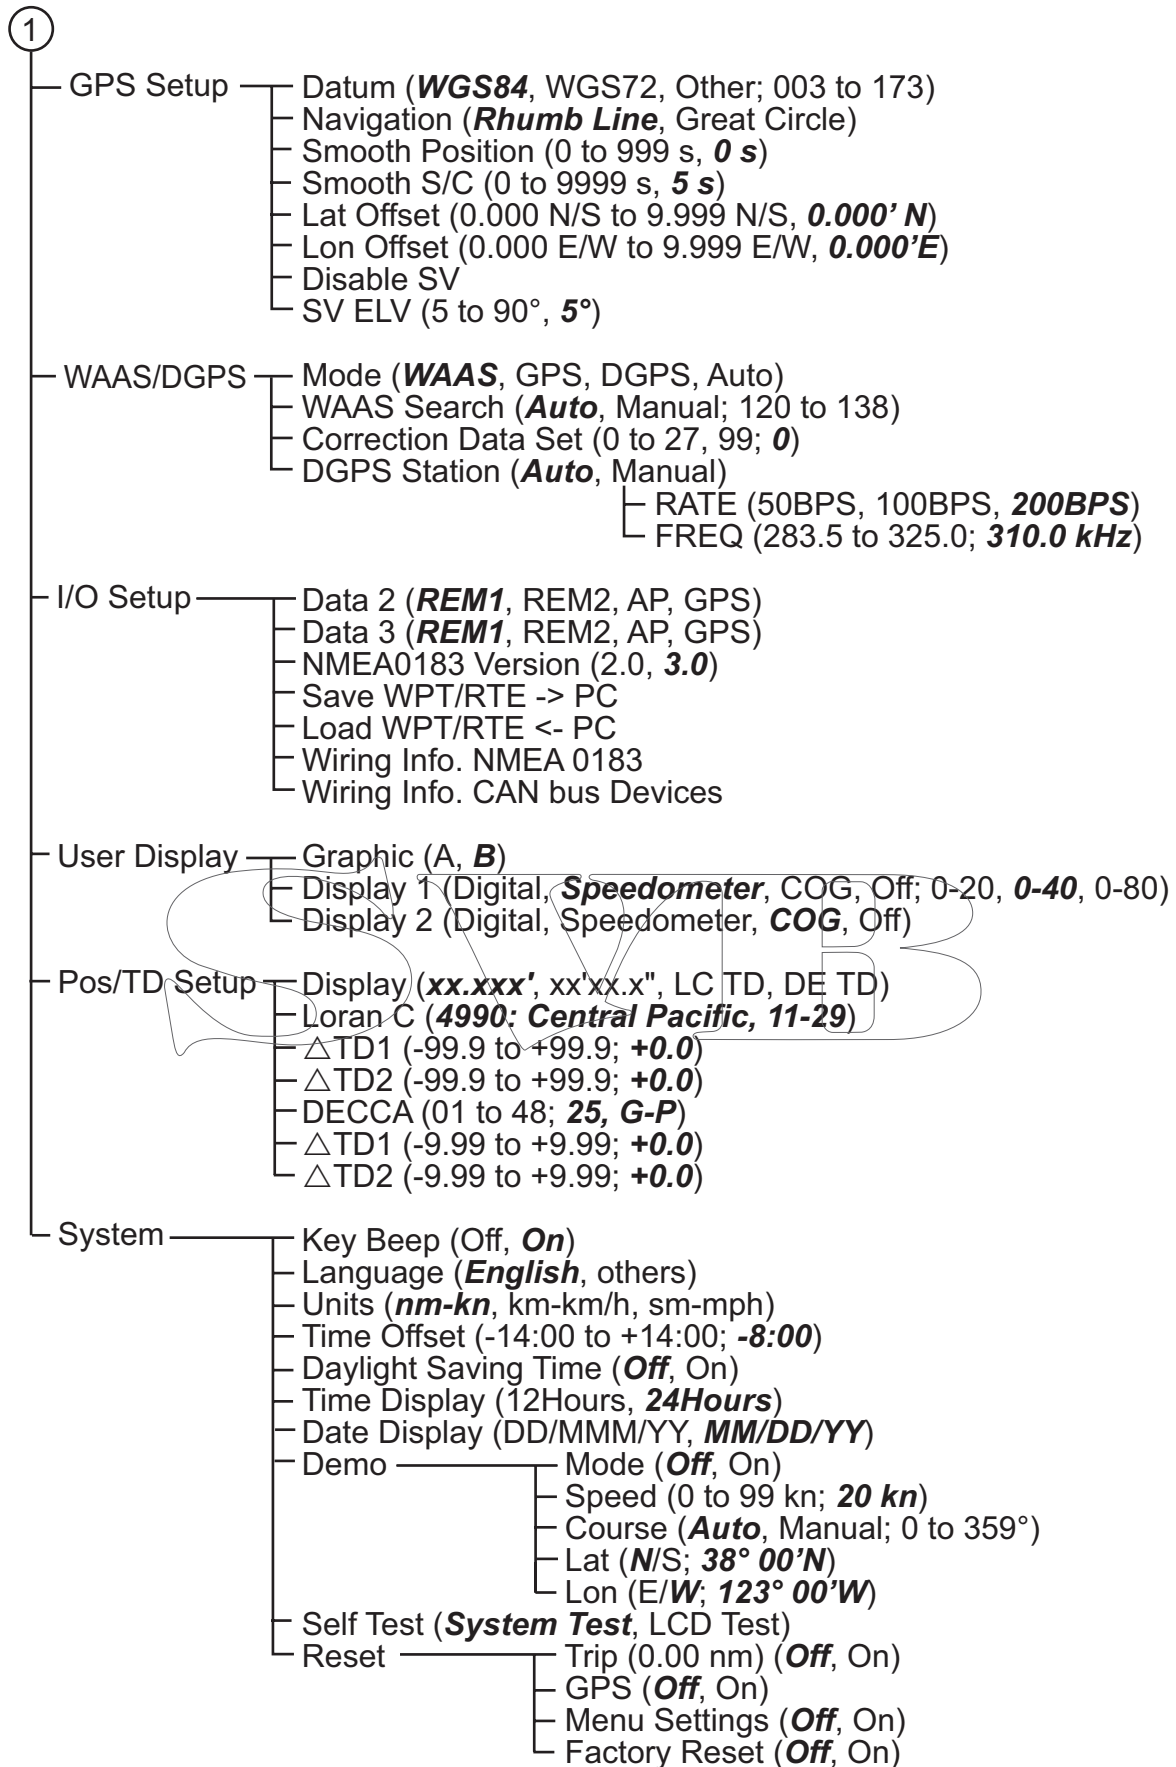 1
GPS Setup
Datum (WGS84, WGS72, Other; 003 to 173)
Navigation (Rhumb Line, Great Circle)
Smooth Position (0 to 999 s, 0 s)
Smooth S/C (0 to 9999 s, 5 s)
Lat Offset (0.000 N/S to 9.999 N/S, 0.000’ N)
Lon Offset (0.000 E/W to 9.999 E/W, 0.000’E)
Disable SV
SV ELV (5 to 90°, 5°)
WAAS/DGPS
Mode (WAAS, GPS, DGPS, Auto)
WAAS Search (Auto, Manual; 120 to 138)
Correction Data Set (0 to 27, 99; 0)
DGPS Station (Auto, Manual)
RATE (50BPS, 100BPS, 200BPS)
FREQ (283.5 to 325.0; 310.0 kHz)
I/O Setup
Data 2 (REM1, REM2, AP, GPS)
Data 3 (REM1, REM2, AP, GPS)
NMEA0183 Version (2.0, 3.0)
Save WPT/RTE -> PC
Load WPT/RTE <- PC
Wiring Info. NMEA 0183
Wiring Info. CAN bus Devices
User Display
Graphic (A, B)
Display 1 (Digital, Speedometer, COG, Off; 0-20, 0-40, 0-80)
Display 2 (Digital, Speedometer, COG, Off)
SVB
Pos/TD Setup
Display (xx.xxx', xx'xx.x", LC TD, DE TD)
Loran C (4990: Central Pacific, 11-29)
△TD1 (-99.9 to +99.9; +0.0)
△TD2 (-99.9 to +99.9; +0.0)
DECCA (01 to 48; 25, G-P)
△TD1 (-9.99 to +9.99; +0.0)
△TD2 (-9.99 to +9.99; +0.0)
System
Key Beep (Off, On)
Language (English, others)
Units (nm-kn, km-km/h, sm-mph)
Time Offset (-14:00 to +14:00; -8:00)
Daylight Saving Time (Off, On)
Time Display (12Hours, 24Hours)
Date Display (DD/MMM/YY, MM/DD/YY)
Demo
Mode (Off, On)
Speed (0 to 99 kn; 20 kn)
Course (Auto, Manual; 0 to 359°)
Lat (N/S; 38° 00’N)
Lon (E/W; 123° 00’W)
Self Test (System Test, LCD Test)
Reset
Trip (0.00 nm) (Off, On)
GPS (Off, On)
Menu Settings (Off, On)
Factory Reset (Off, On)